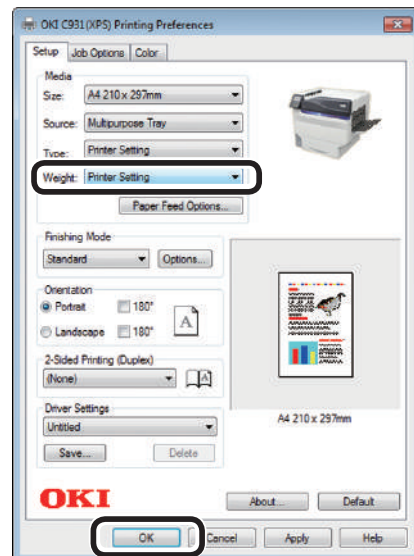 OKI C931(XPS) Printing Preferences
Setup Job Options Color
Media
Size: A4 210 x 297mm
Source: Multipurpose Tray
Type: Printer Setting
Weight: Printer Setting
Paper Feed Options...
Finishing Mode
Standard Options...
Orientation
Portrait 180°
A
Landscape 180°
2-Sided Printing (Duplex)
(None) A
Driver Settings
Untitled
A4 210 x 297mm
Save... Delete
OKI About... Default
OK Cancel Apply Help